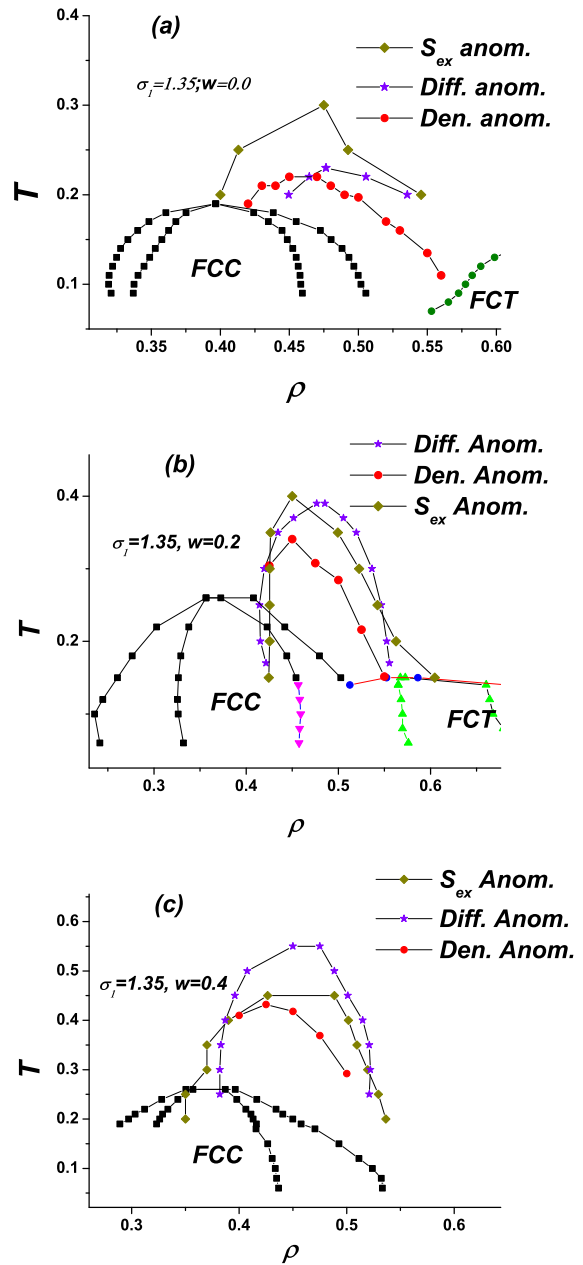 (a)
S_ex anom.
Diff. anom.
Den. anom.
σ_1=1.35;w=0.0
0.4
0.3
0.2
0.1
T
FCC
FCT
0.35 0.40 0.45 0.50 0.55 0.60
ρ
(b)
Diff. Anom.
Den. Anom.
S_ex Anom.
σ_1=1.35, w=0.2
0.4
0.2
T
FCC
FCT
0.3 0.4 0.5 0.6
ρ
(c)
S_ex Anom.
Diff. Anom.
Den. Anom.
σ_1=1.35, w=0.4
0.6
0.5
0.4
0.3
0.2
0.1
T
FCC
0.3 0.4 0.5 0.6
ρ